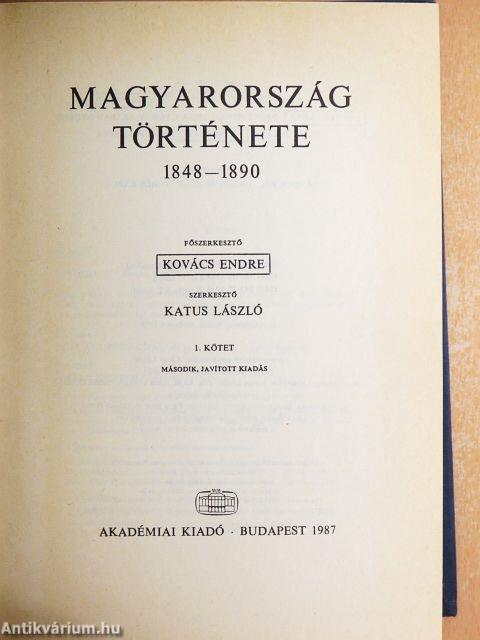 MAGYARORSZÁG
TÖRTÉNETE
1848–1890
FŐSZERKESZTŐ
KOVÁCS ENDRE
SZERKESZTŐ
KATUS LÁSZLÓ
1. KÖTET
MÁSODIK, JAVÍTOTT KIADÁS
AKADÉMIAI KIADÓ · BUDAPEST 1987
Antikvárium.hu